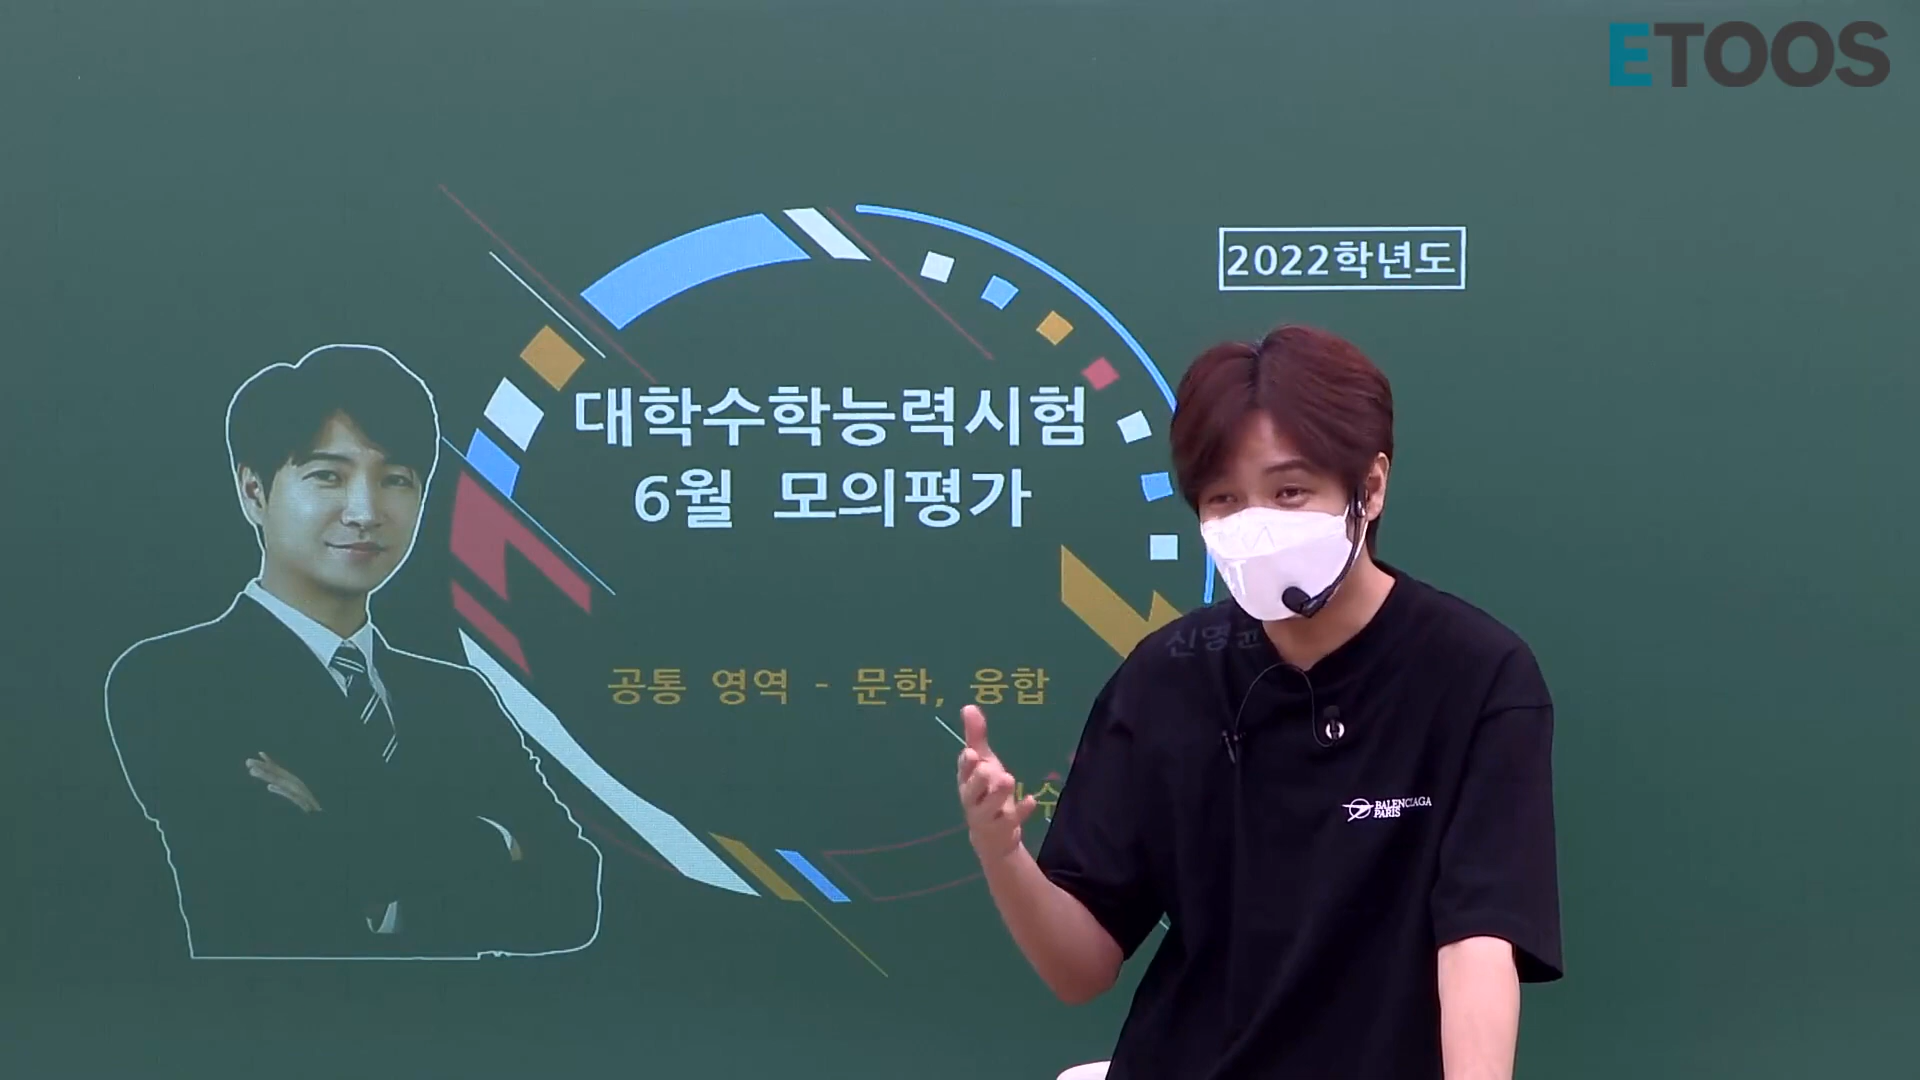 ETOOS
2022학년도
대학수학능력시험
6월 모의평가
공통 영역 - 문학, 융합
BALENCIAGA
PARIS